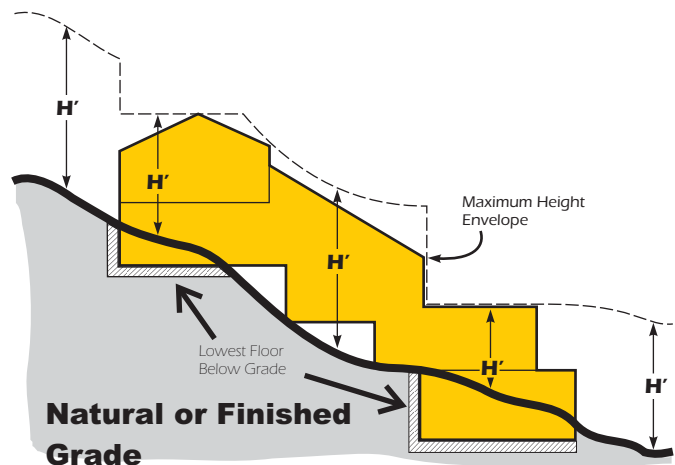 H'
H'
H'
Maximum Height
Envelope
H'
H'
Lowest Floor
Below Grade
Natural or Finished
Grade